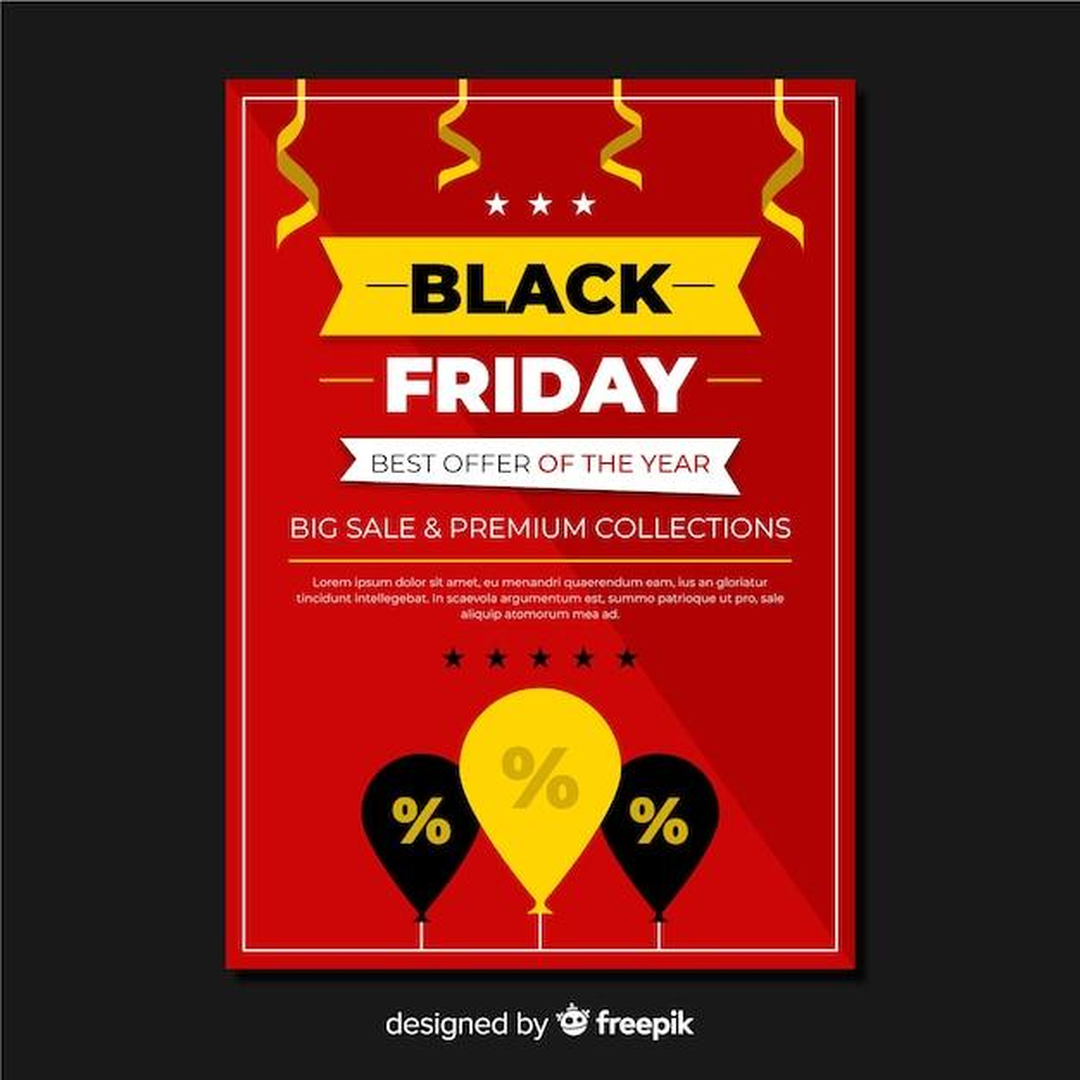 BLACK
FRIDAY
BEST OFFER OF THE YEAR
BIG SALE & PREMIUM COLLECTIONS
Lorem ipsum dolor sit amet, eu menandri quaerendum eam, ius an gloriatur
tincidunt intellegebat. In scaevola argumentum est, summo patrioque ut pro, sale
aliquip atomorum mea ad.
%
% %
designed by freepik